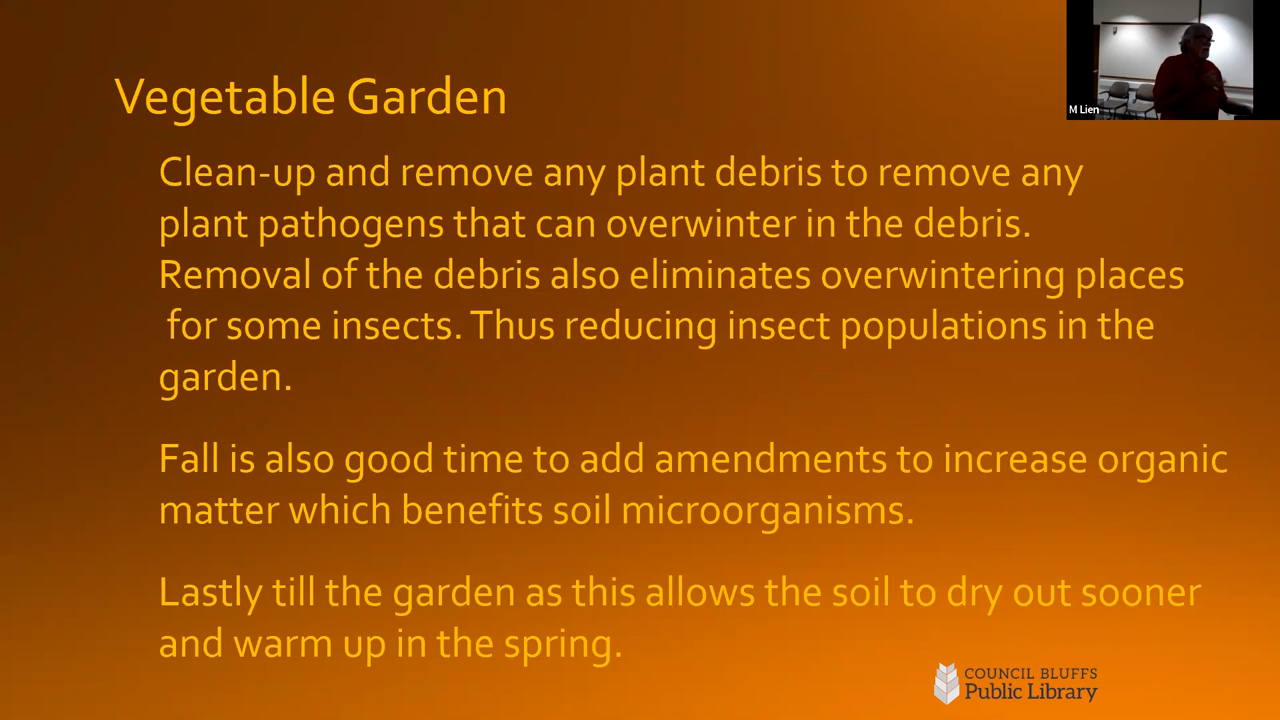 Vegetable Garden
M Lien
Clean-up and remove any plant debris to remove any
plant pathogens that can overwinter in the debris.
Removal of the debris also eliminates overwintering places
for some insects. Thus reducing insect populations in the
garden.
Fall is also good time to add amendments to increase organic
matter which benefits soil microorganisms.
Lastly till the garden as this allows the soil to dry out sooner
and warm up in the spring.
COUNCIL BLUFFS
Public Library